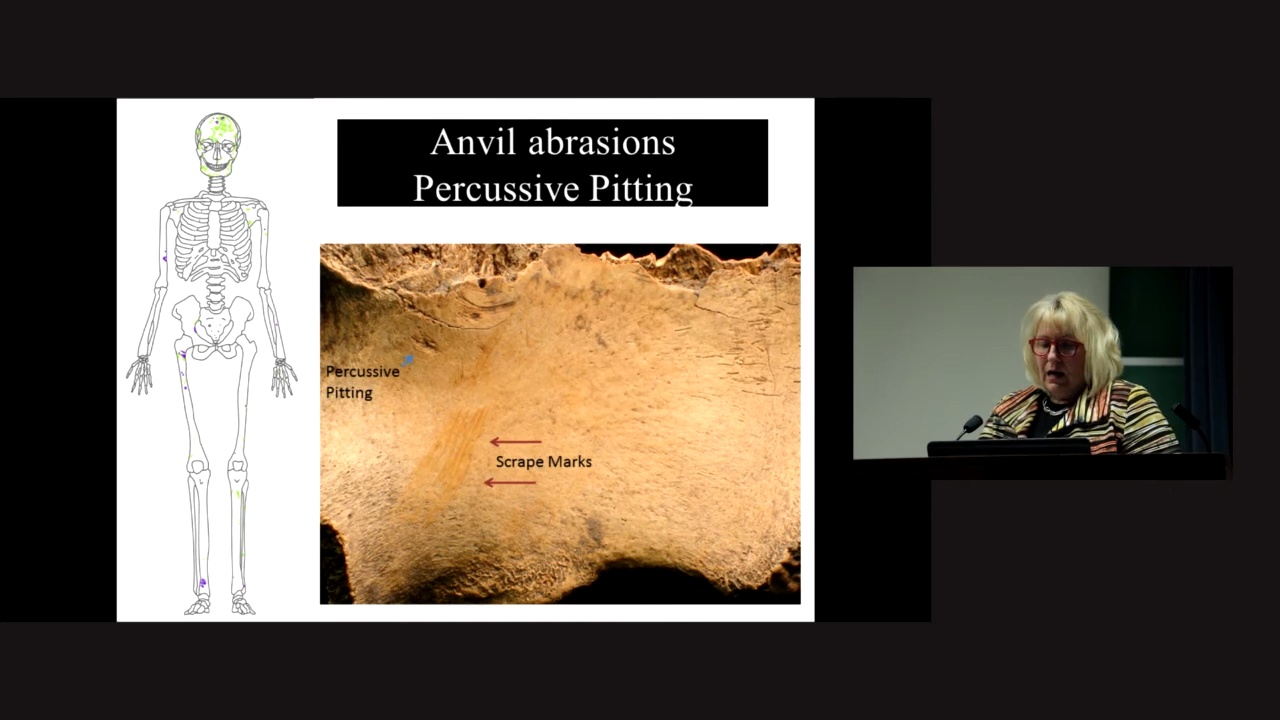 Anvil abrasions
Percussive Pitting
Percussive
Pitting
Scrape Marks